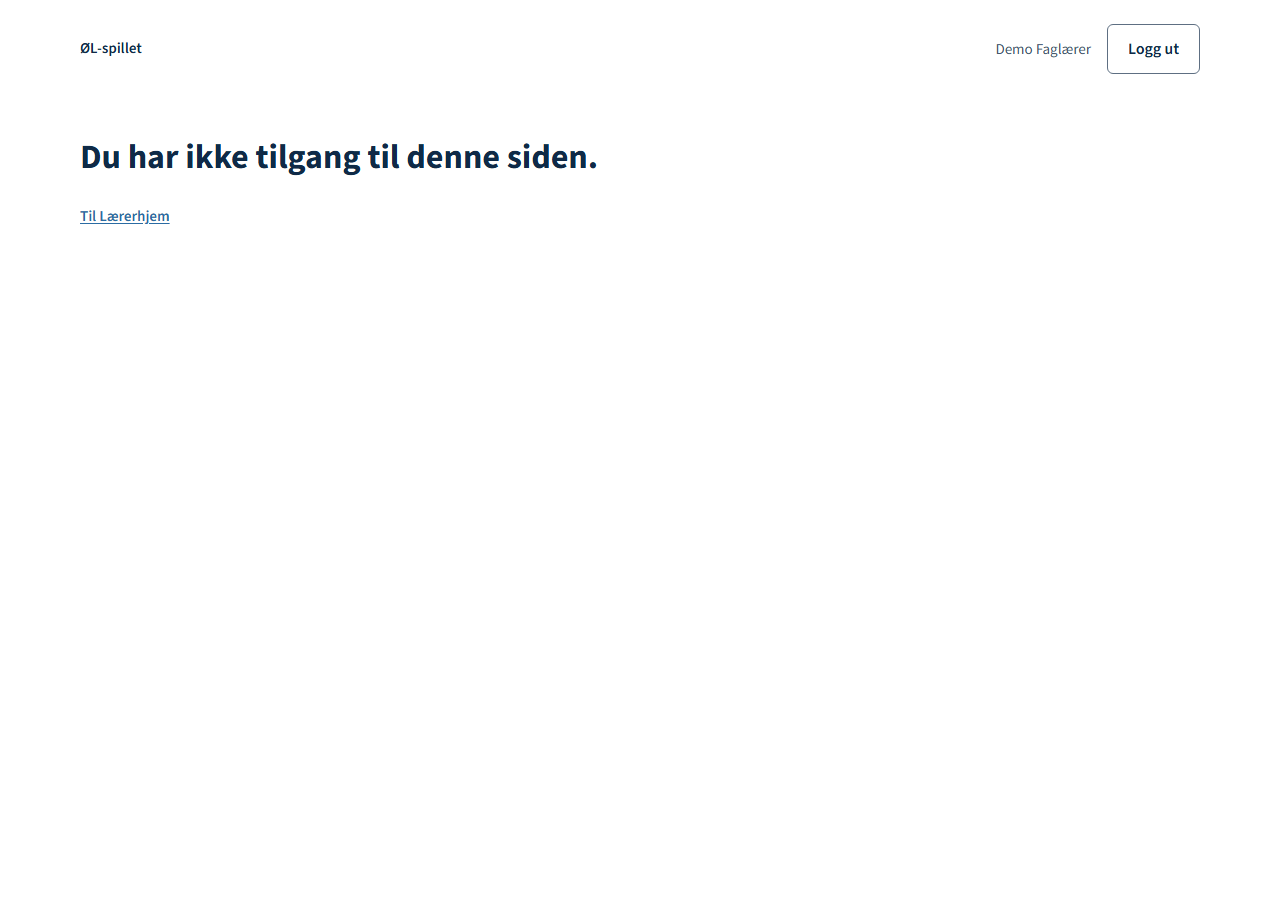 ØL-spillet
Demo Faglærer
Logg ut
Du har ikke tilgang til denne siden.
Til Lærerhjem